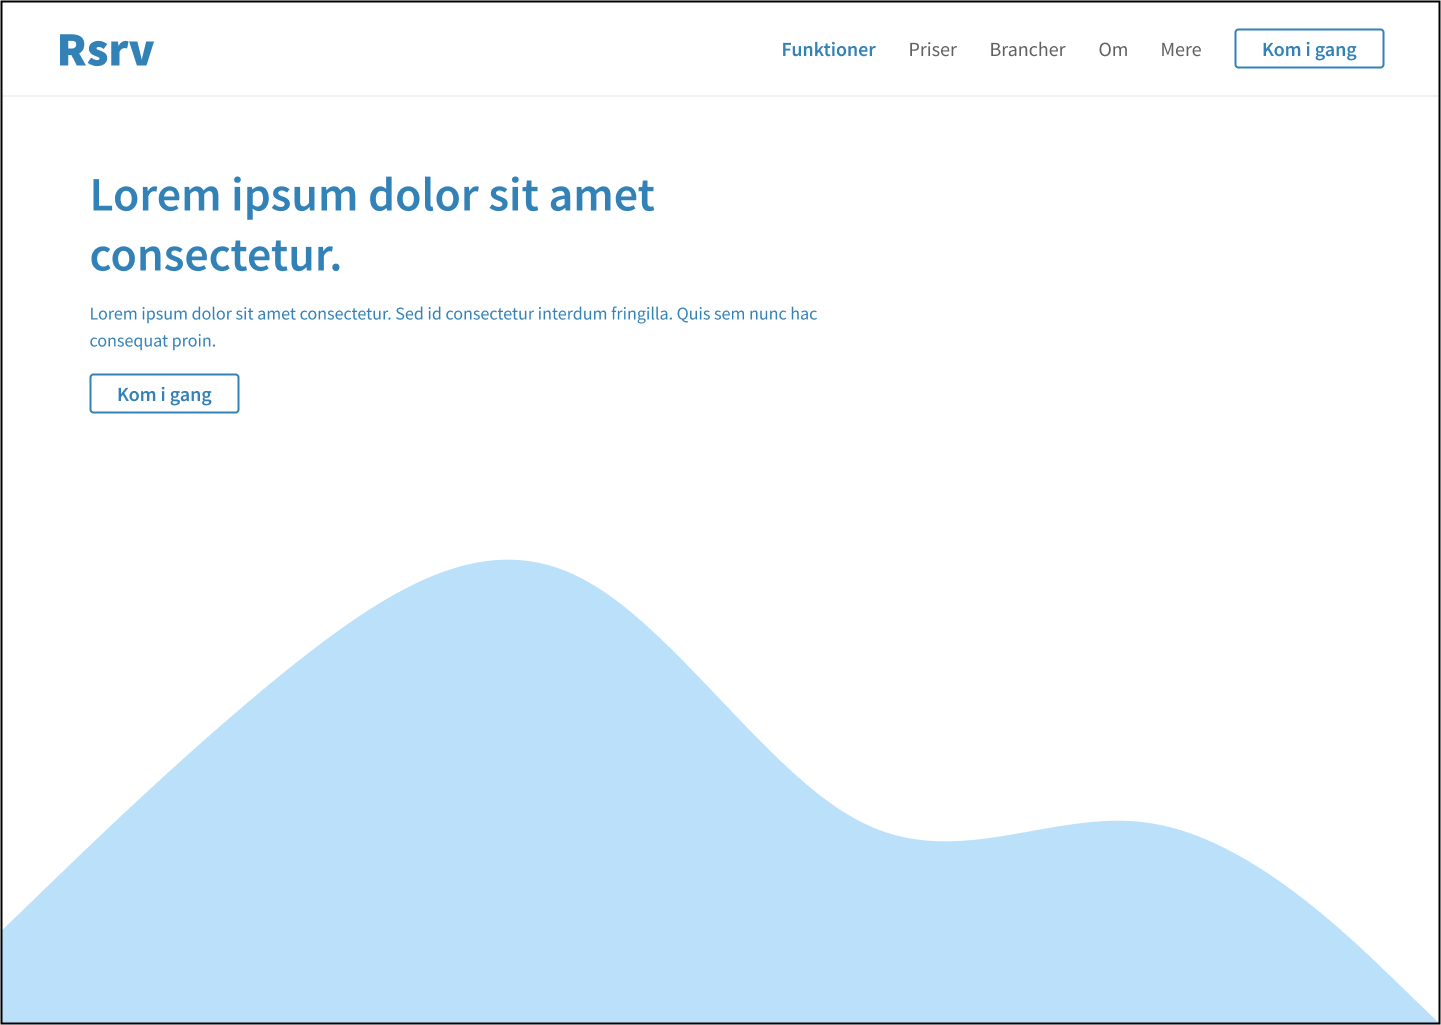 Rsrv
Funktioner Priser Brancher Om Mere Kom i gang
Lorem ipsum dolor sit amet
consectetur.
Lorem ipsum dolor sit amet consectetur. Sed id consectetur interdum fringilla. Quis sem nunc hac
consequat proin.
Kom i gang